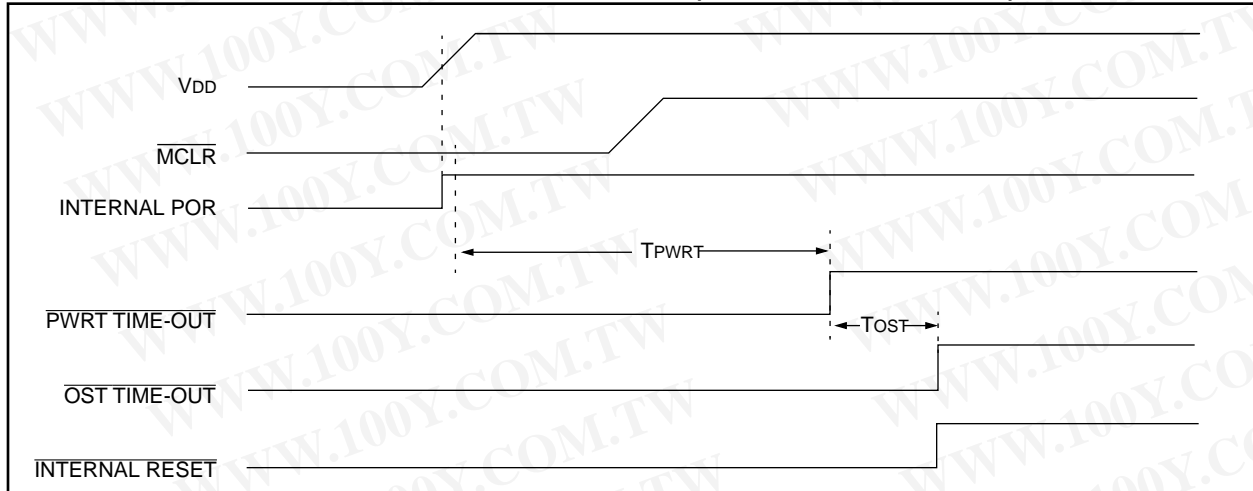 VDD
MCLR
INTERNAL POR
TPWRT
PWRT TIME-OUT
TOST
OST TIME-OUT
INTERNAL RESET
WWW.100Y.COM.TW